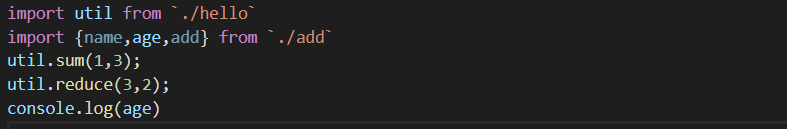 import util from `./hello`
import {name,age,add} from `./add`
util.sum(1,3);
util.reduce(3,2);
console.log(age)